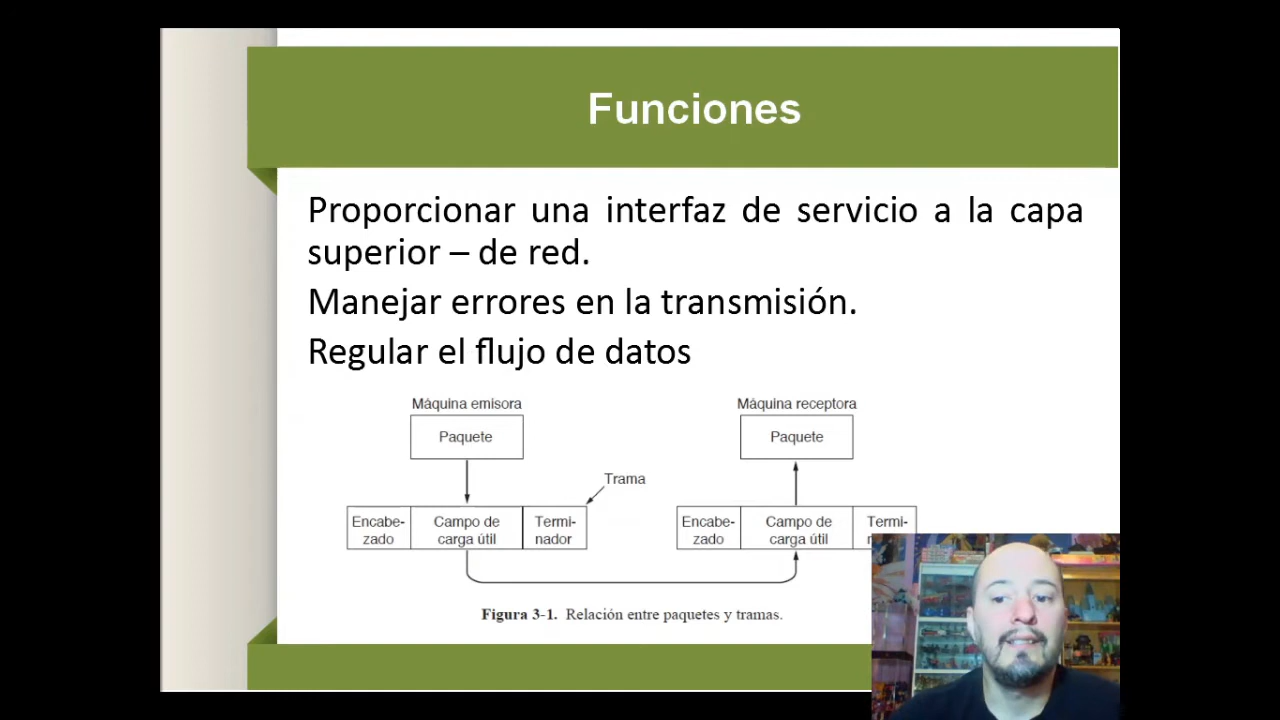 Funciones
Proporcionar una interfaz de servicio a la capa
superior – de red.
Manejar errores en la transmisión.
Regular el flujo de datos
Máquina emisora
Máquina receptora
Paquete
Paquete
Trama
Encabe-
zado
Campo de
carga útil
Termi-
nador
Encabe-
zado
Campo de
carga útil
Termi-
Figura 3-1. Relación entre paquetes y tramas.